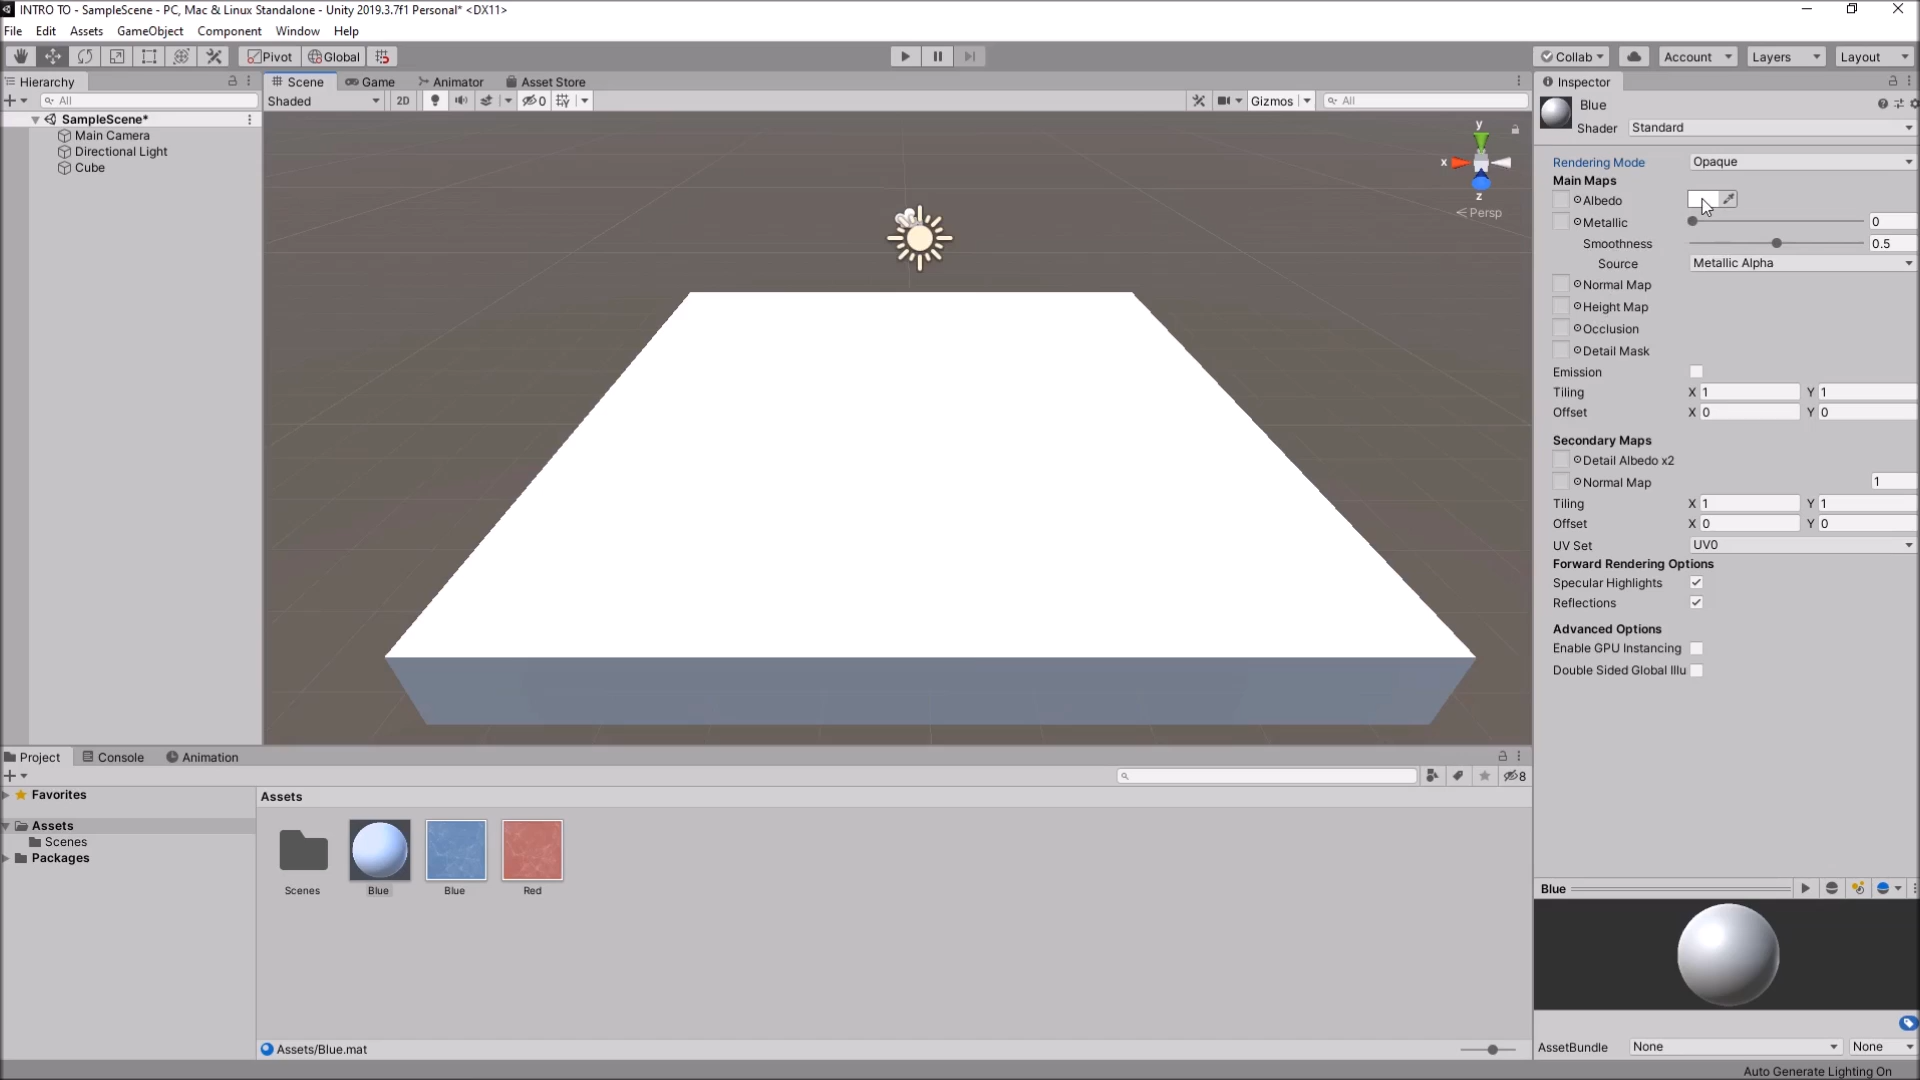 INTRO TO - SampleScene - PC, Mac & Linux Standalone - Unity 2019.3.7f1 Personal* <DX11>
File Edit Assets GameObject Component Window Help
Pivot Global Collab Account Layers Layout
Hierarchy
All
SampleScene*
Main Camera
Directional Light
Cube
Scene Game Animator Asset Store
Shaded 2D 0 Gizmos All
y
x
z
Persp
Inspector
Blue
Shader Standard
Rendering Mode Opaque
Main Maps
Albedo
Metallic 0
Smoothness 0.5
Source Metallic Alpha
Normal Map
Height Map
Occlusion
Detail Mask
Emission
Tiling X 1 Y 1
Offset X 0 Y 0
Secondary Maps
Detail Albedo x2
Normal Map 1
Tiling X 1 Y 1
Offset X 0 Y 0
UV Set UV0
Forward Rendering Options
Specular Highlights
Reflections
Advanced Options
Enable GPU Instancing
Double Sided Global Illu
Project Console Animation
8
Favorites
Assets
Scenes
Packages
Assets
Scenes Blue Blue Red
Assets/Blue.mat
Blue
AssetBundle None None
Auto Generate Lighting On